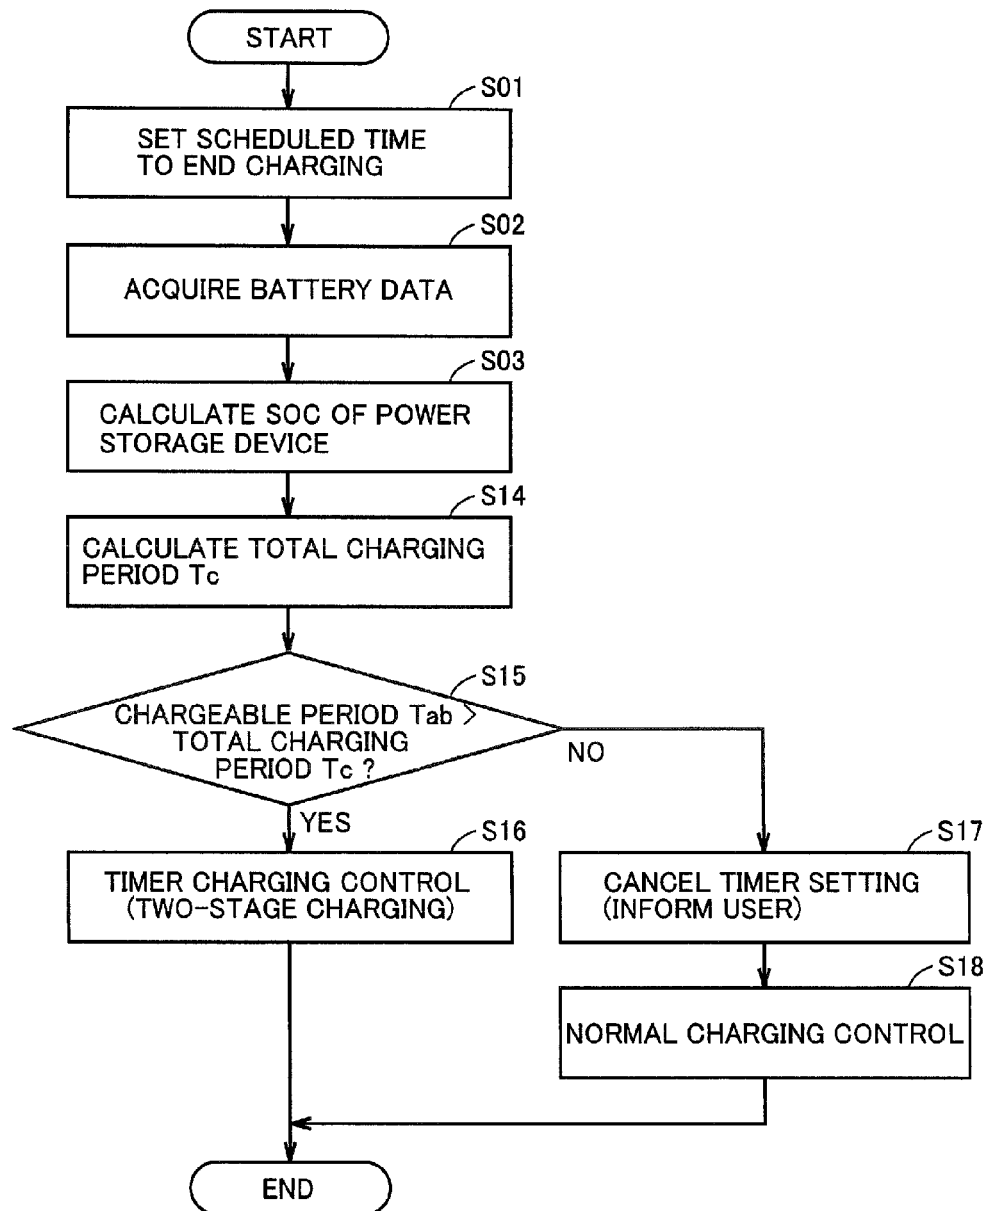 START
S01
SET SCHEDULED TIME
TO END CHARGING
S02
ACQUIRE BATTERY DATA
S03
CALCULATE SOC OF POWER
STORAGE DEVICE
S14
CALCULATE TOTAL CHARGING
PERIOD Tc
S15
CHARGEABLE PERIOD Tab >
TOTAL CHARGING
PERIOD Tc ?
NO
YES
S16
TIMER CHARGING CONTROL
(TWO-STAGE CHARGING)
S17
CANCEL TIMER SETTING
(INFORM USER)
S18
NORMAL CHARGING CONTROL
END